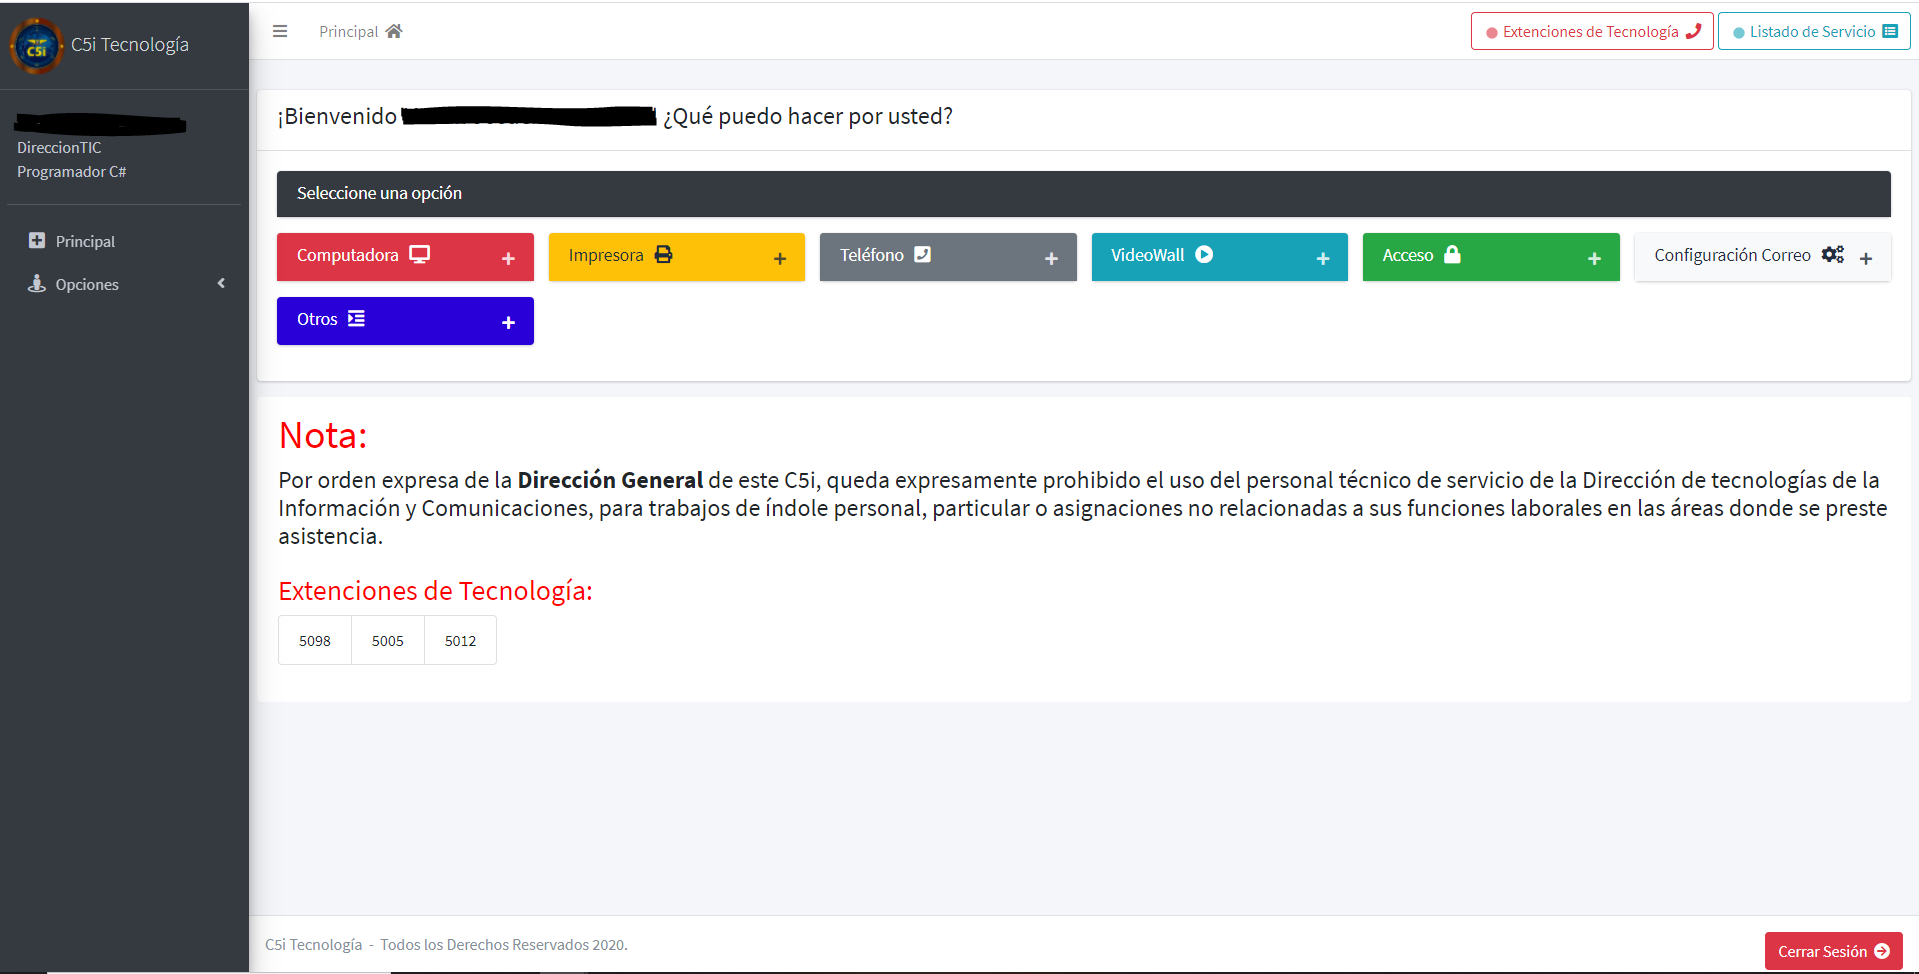 C5i
C5i Tecnología
DireccionTIC
Programador C#
Principal
Opciones
Principal
Extenciones de Tecnología
Listado de Servicio
¡Bienvenido
¿Qué puedo hacer por usted?
Seleccione una opción
Computadora
Impresora
Teléfono
VideoWall
Acceso
Configuración Correo
Otros
Nota:
Por orden expresa de la Dirección General de este C5i, queda expresamente prohibido el uso del personal técnico de servicio de la Dirección de tecnologías de la
Información y Comunicaciones, para trabajos de índole personal, particular o asignaciones no relacionadas a sus funciones laborales en las áreas donde se preste
asistencia.
Extenciones de Tecnología:
5098 5005 5012
C5i Tecnología - Todos los Derechos Reservados 2020.
Cerrar Sesión